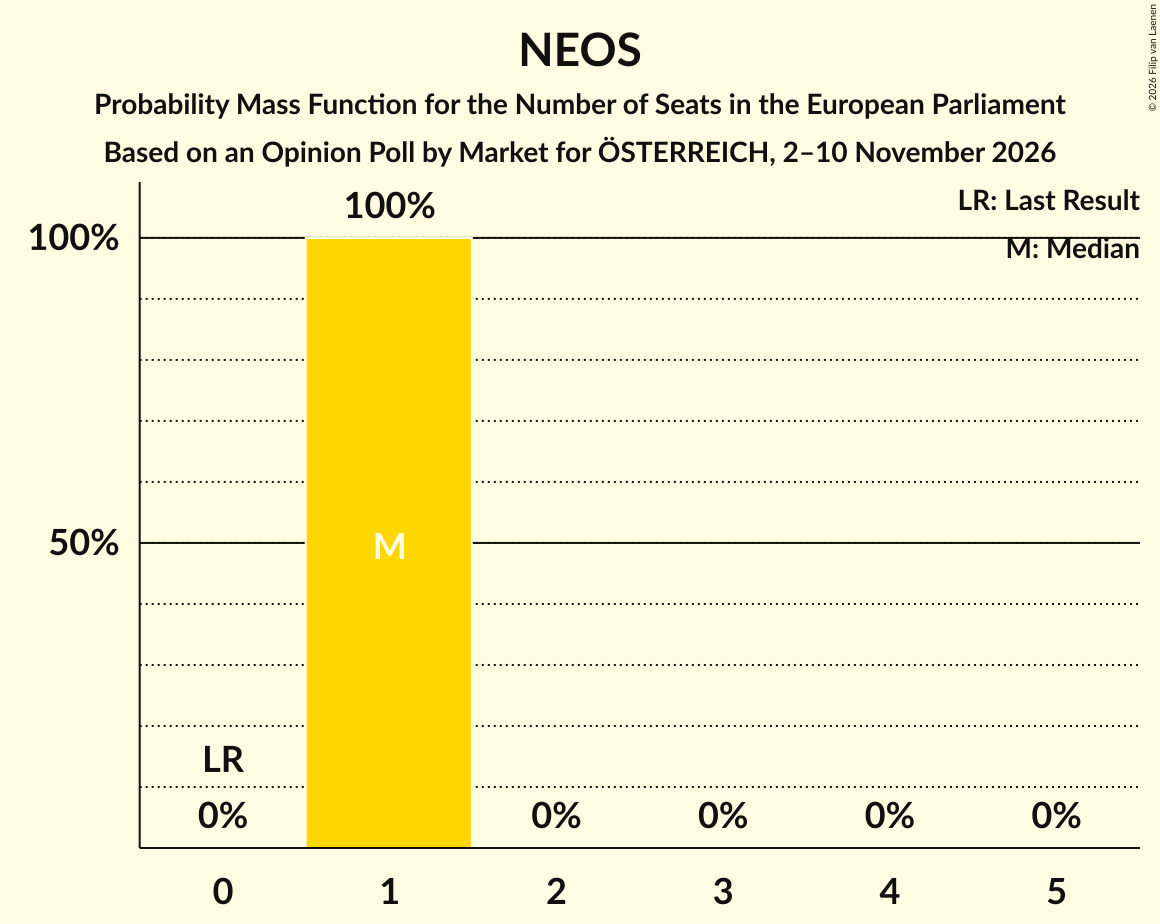 NEOS
Probability Mass Function for the Number of Seats in the European Parliament
Based on an Opinion Poll by Market for ÖSTERREICH, 2–10 November 2026
© 2026 Filip van Laenen
LR: Last Result
M: Median
100%
100%
50%
M
LR
0%
0%
0%
0%
0%
0
1
2
3
4
5